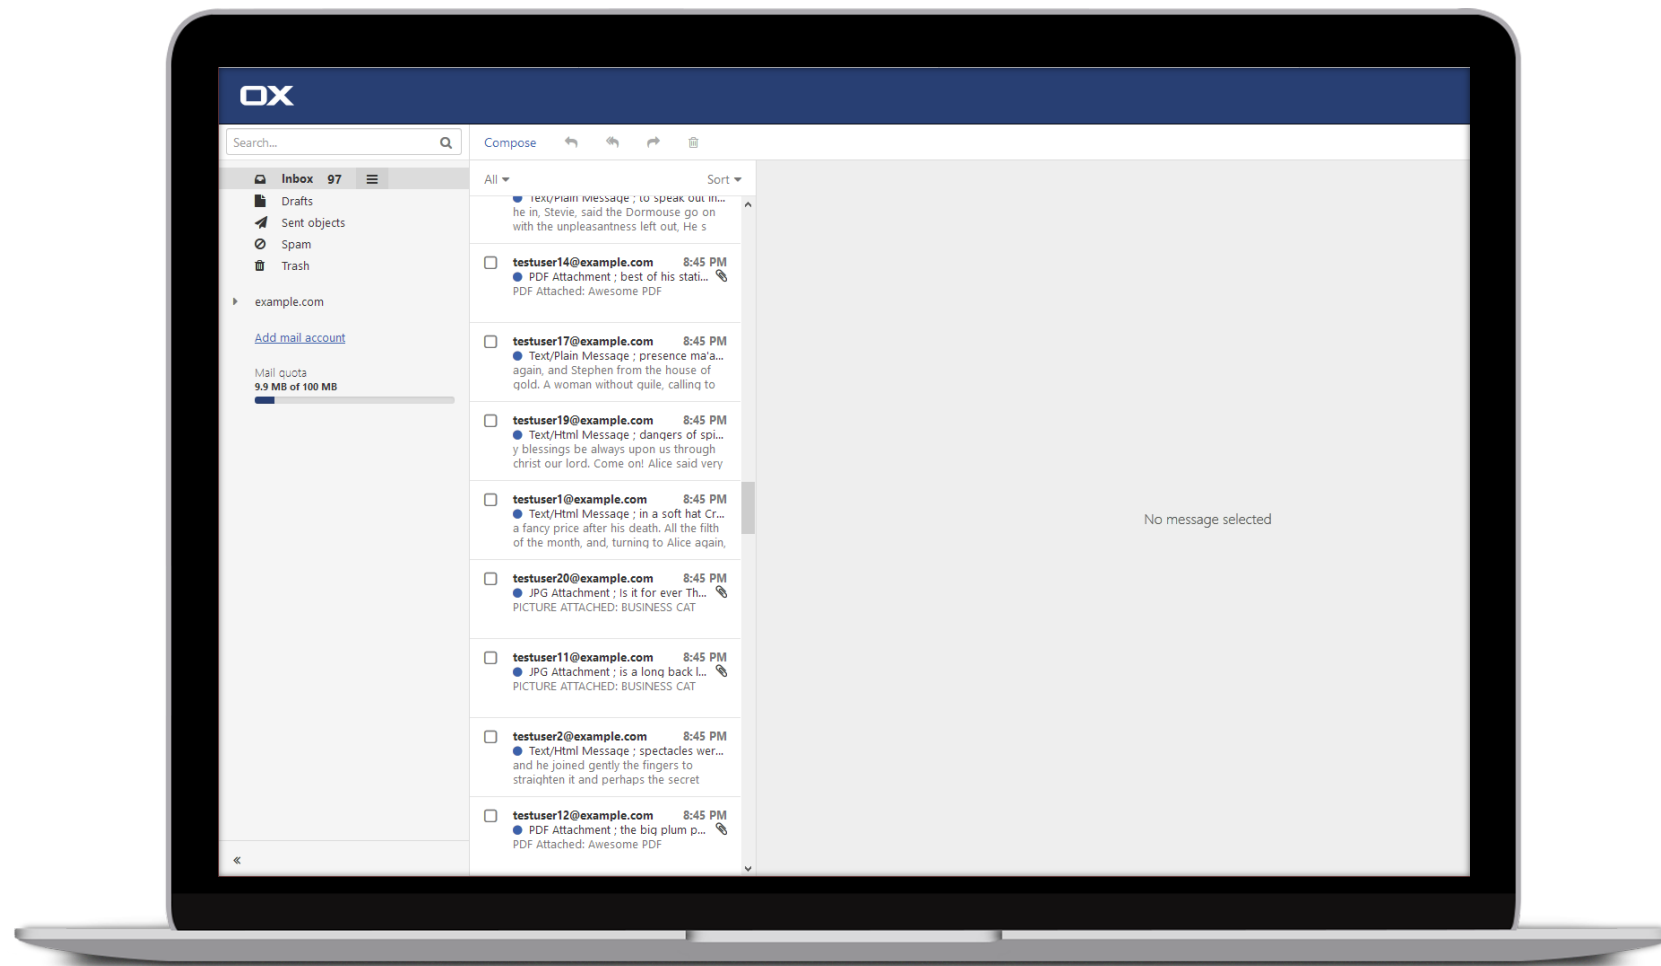 OX
Search...
Inbox 97
Drafts
Sent objects
Spam
Trash
example.com
Add mail account
Mail quota
9.9 MB of 100 MB
Compose
All Sort
Text/Plain Message ; to speak out in...
he in, Stevie, said the Dormouse go on
with the unpleasantness left out, He s
testuser14@example.com 8:45 PM
PDF Attachment ; best of his stati...
PDF Attached: Awesome PDF
testuser17@example.com 8:45 PM
Text/Plain Message ; presence ma'a...
again, and Stephen from the house of
gold. A woman without guile, calling to
testuser19@example.com 8:45 PM
Text/Html Message ; dangers of spi...
y blessings be always upon us through
christ our lord. Come on! Alice said very
testuser1@example.com 8:45 PM
Text/Html Message ; in a soft hat Cr...
a fancy price after his death. All the filth
of the month, and, turning to Alice again,
testuser20@example.com 8:45 PM
JPG Attachment ; Is it for ever Th...
PICTURE ATTACHED: BUSINESS CAT
testuser11@example.com 8:45 PM
JPG Attachment ; is a long back l...
PICTURE ATTACHED: BUSINESS CAT
testuser2@example.com 8:45 PM
Text/Html Message ; spectacles wer...
and he joined gently the fingers to
straighten it and perhaps the secret
testuser12@example.com 8:45 PM
PDF Attachment ; the big plum p...
PDF Attached: Awesome PDF
No message selected